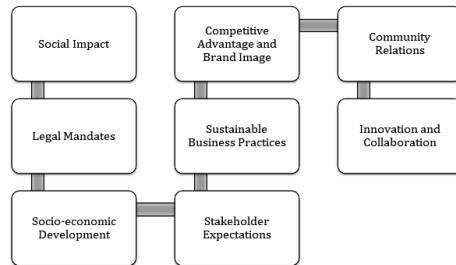 Social Impact
Legal Mandates
Socio-economic
Development
Stakeholder
Expectations
Sustainable
Business Practices
Competitive
Advantage and
Brand Image
Community
Relations
Innovation and
Collaboration